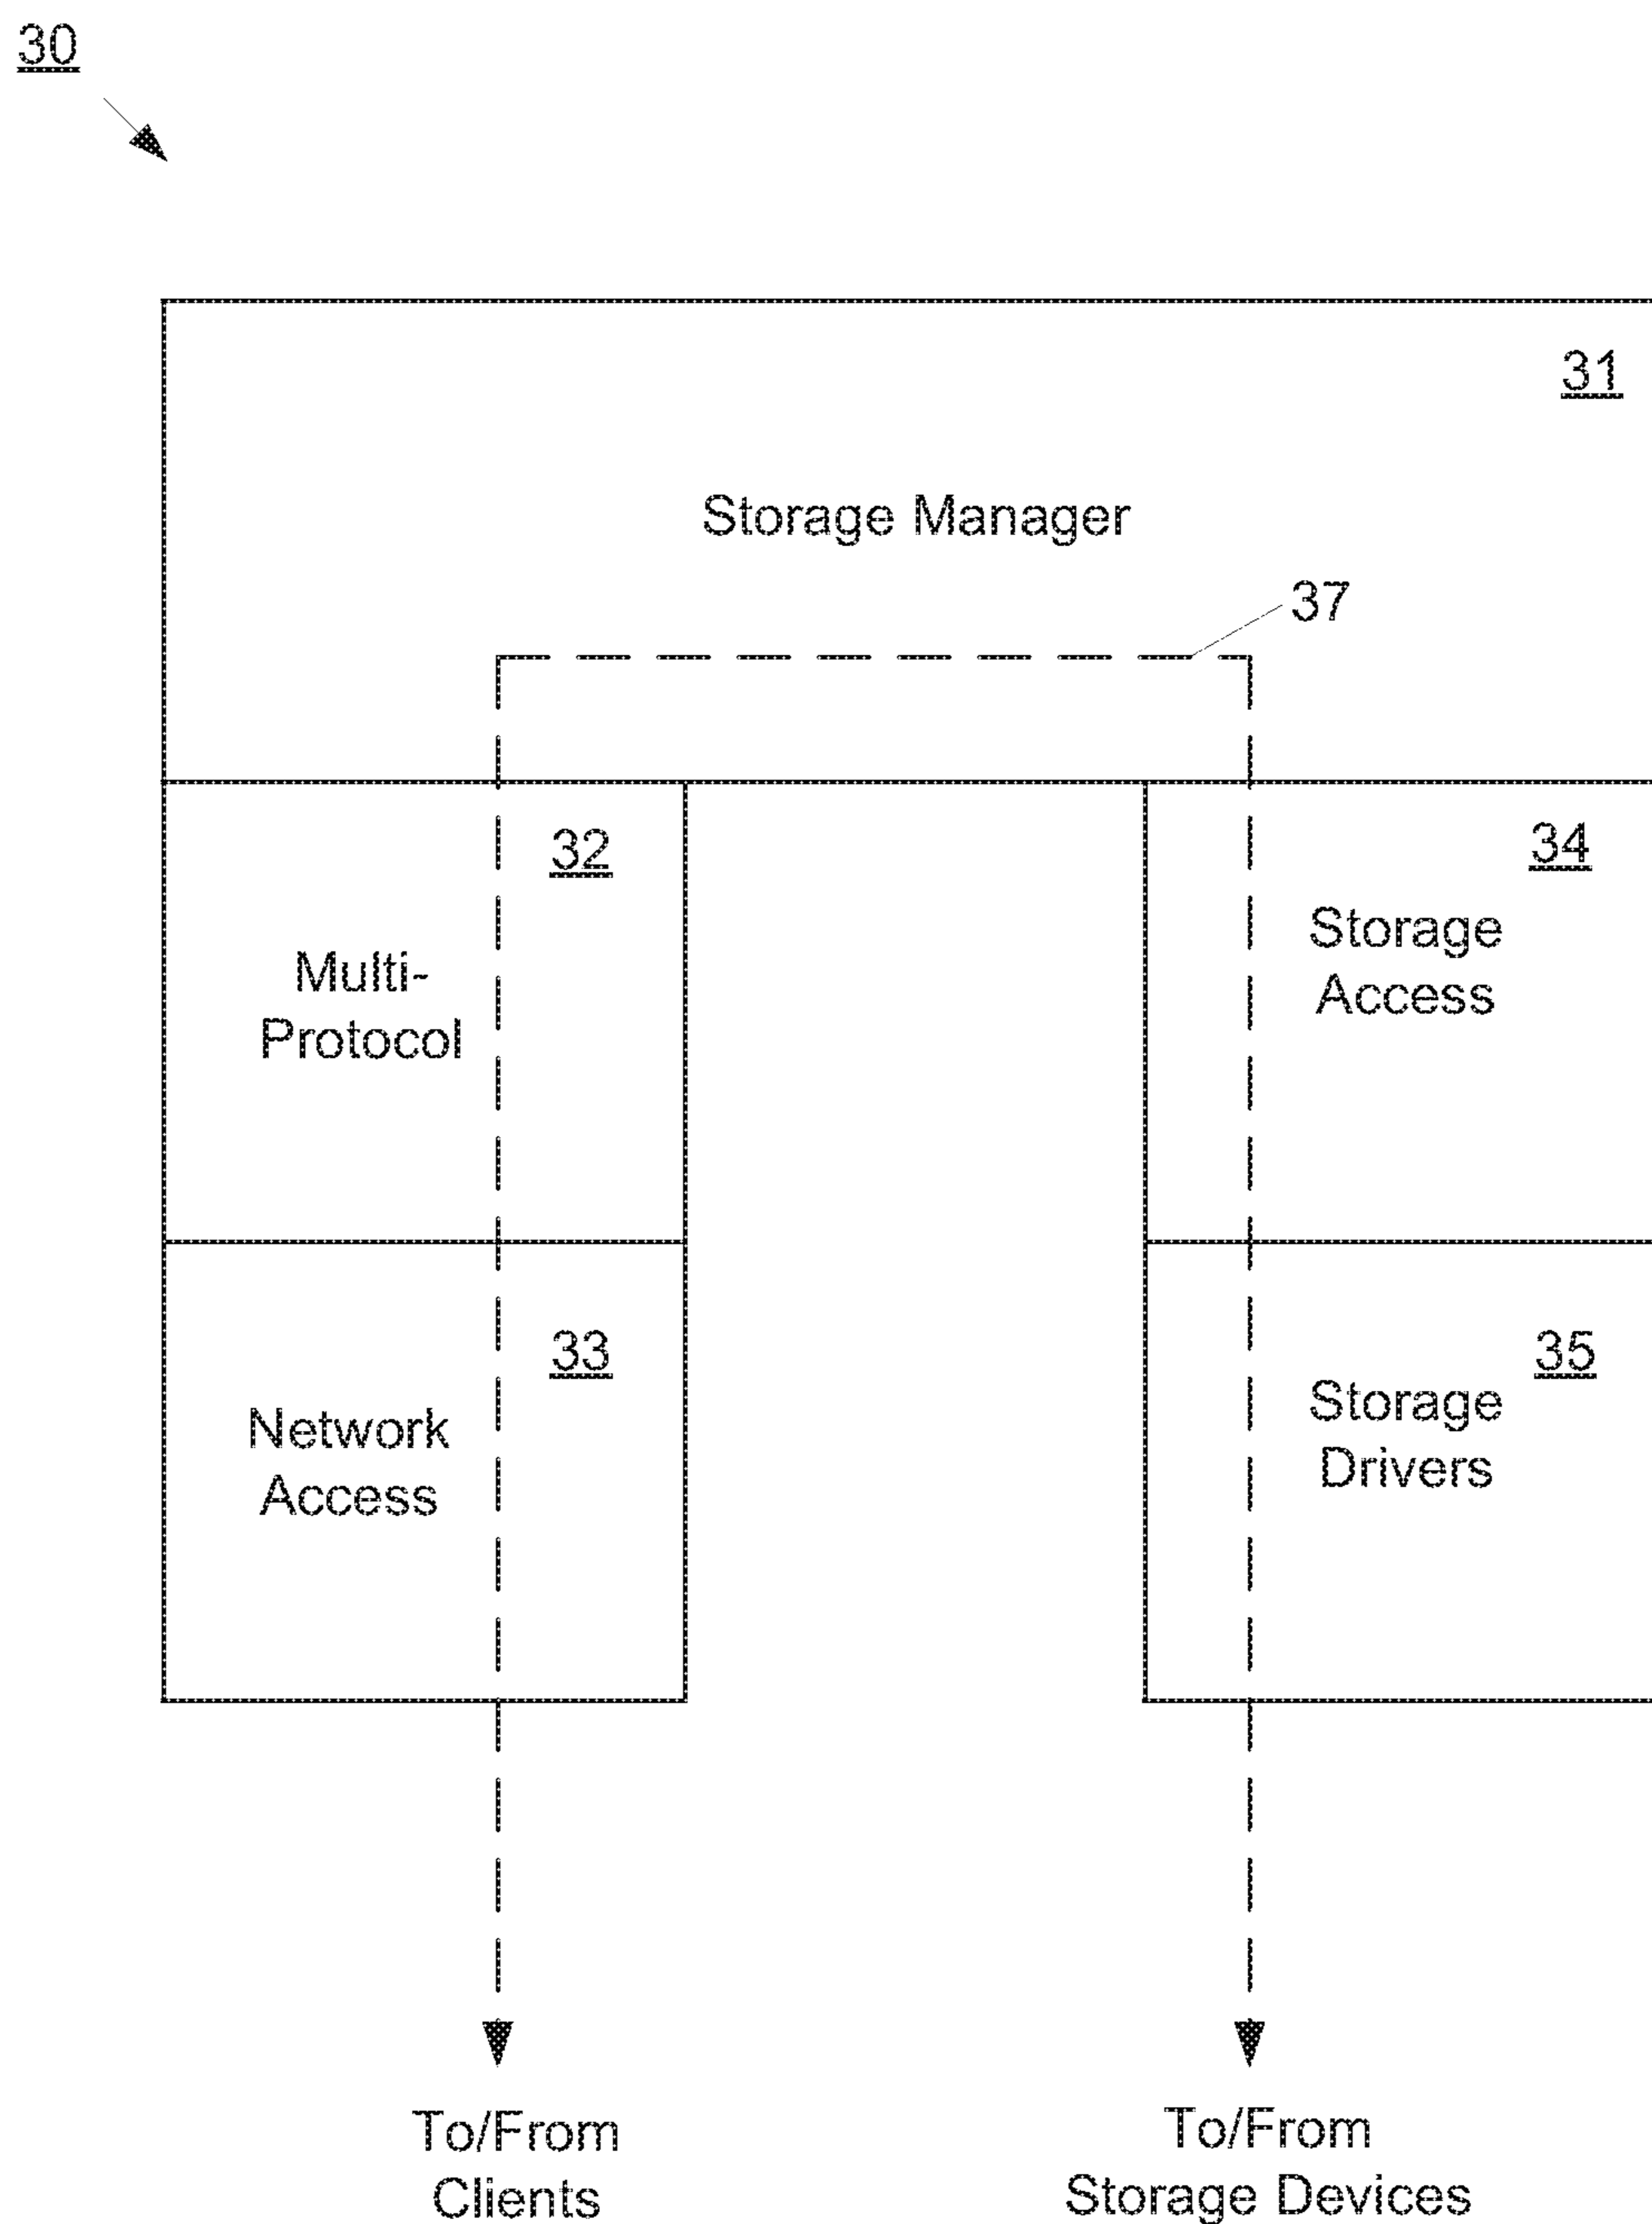 30
31
Storage Manager
37
32
Multi-
Protocol
34
Storage
Access
33
Network
Access
35
Storage
Drivers
To/From
Clients
To/From
Storage Devices